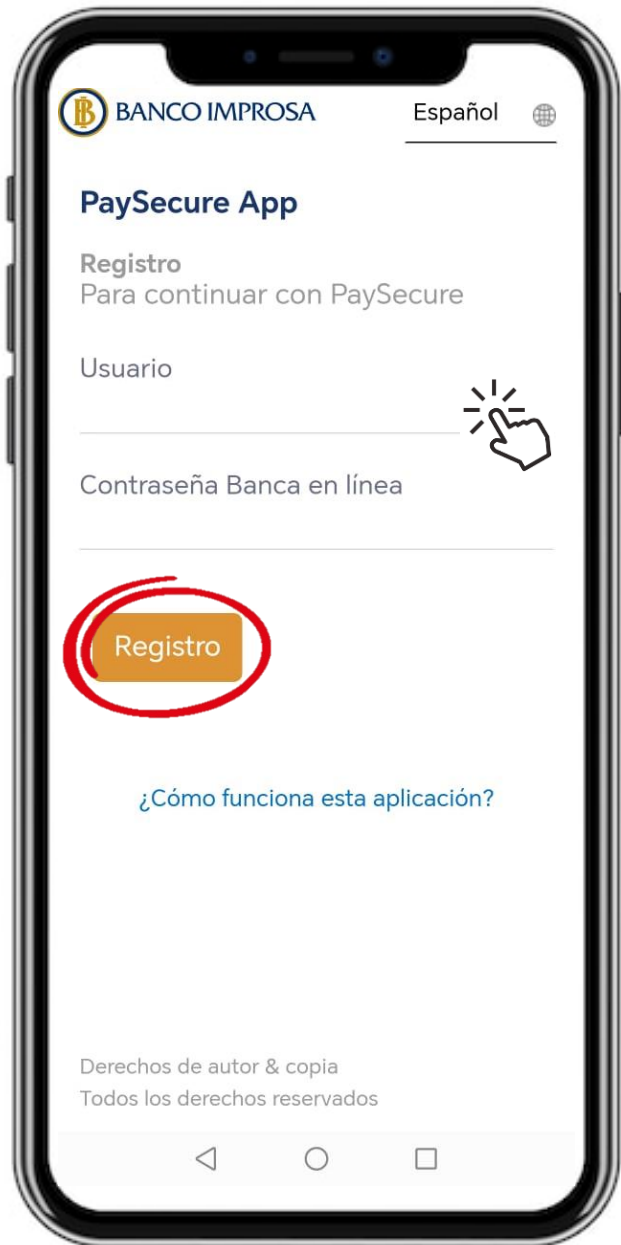 BANCO IMPROSA
Español
PaySecure App
Registro
Para continuar con PaySecure
Usuario
Contraseña Banca en línea
Registro
¿Cómo funciona esta aplicación?
Derechos de autor & copia
Todos los derechos reservados